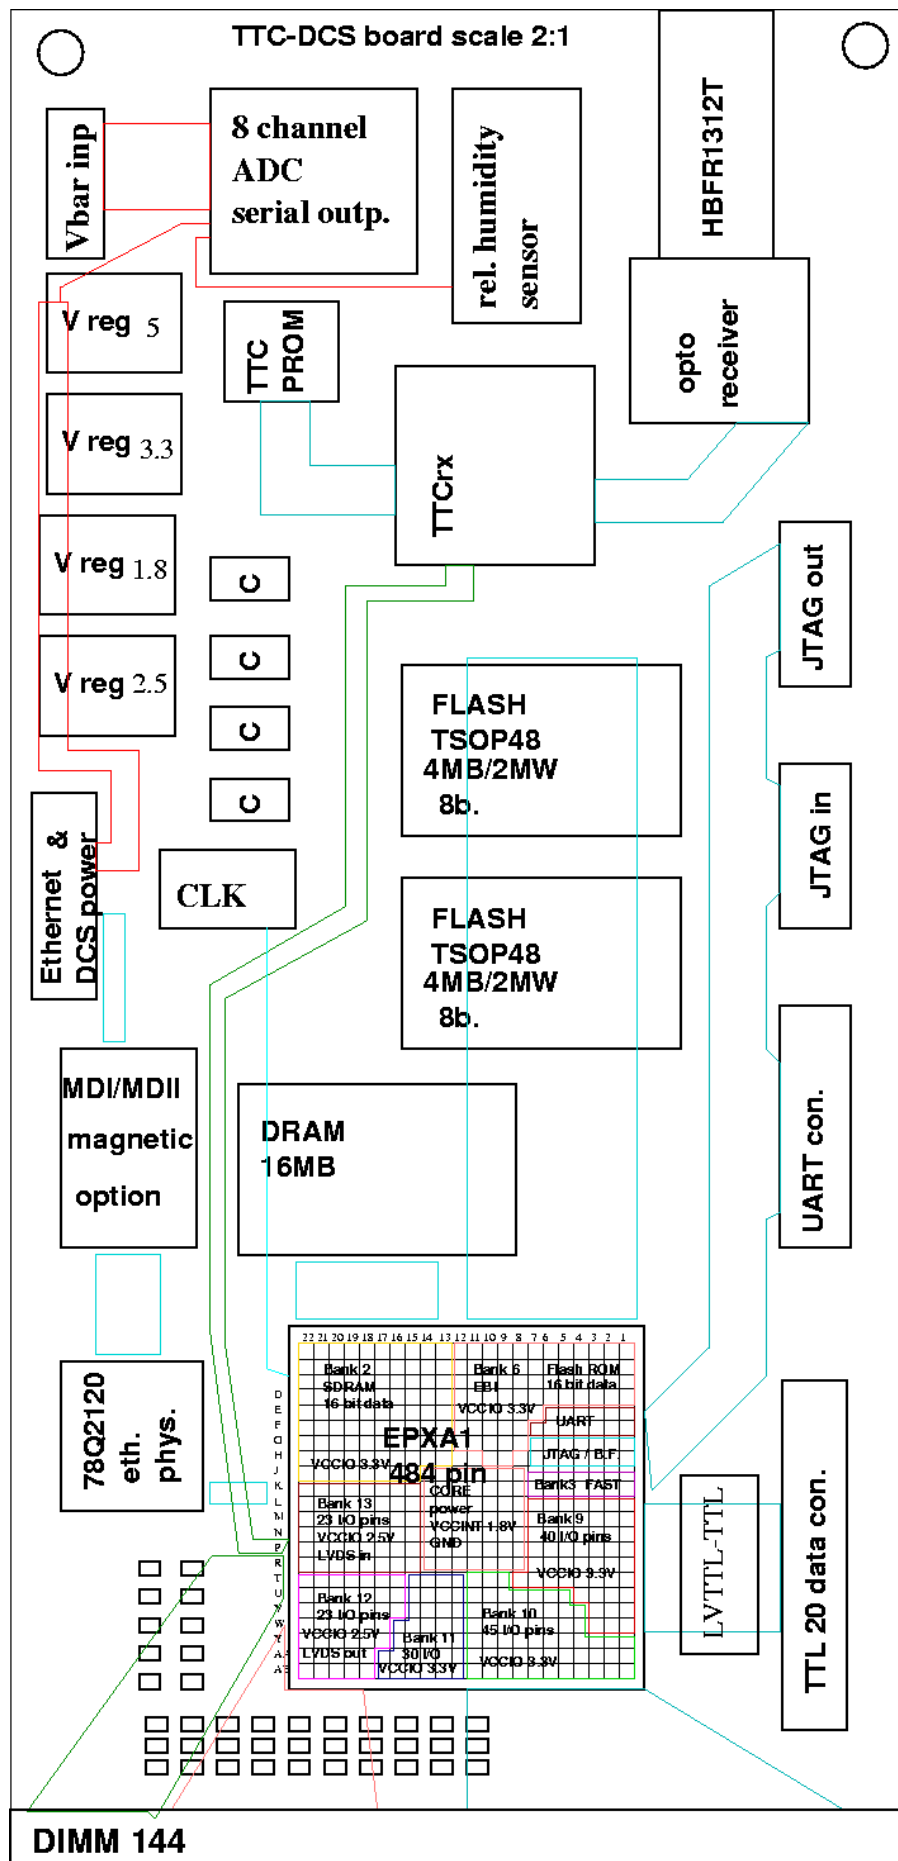 TTC-DCS board scale 2:1
HBFR1312T
Vbar inp
8 channel
ADC
serial outp.
rel. humidity
sensor
V reg 5
TTC
PROM
opto
receiver
V reg 3.3
TTCrx
V reg 1.8
C
JTAG out
V reg 2.5
C
FLASH
TSOP48
4MB/2MW
8b.
C
C
JTAG in
Ethernet &
DCS power
CLK
FLASH
TSOP48
4MB/2MW
8b.
MDI/MDII
magnetic
option
DRAM
16MB
UART con.
22 21 20 19 18 17 16 15 14 13 12 11 10 9 8 7 6 5 4 3 2 1
Bank 2
SDRAM
16 bit data
VCCIO 3.3V
Bank 6
EBI
Flash ROM
16 bit data
VCCIO 3.3V
UART
EPXA1
484 pin
JTAG / B.F.
Bank3 FAST
78Q2120
eth.
phys.
D
E
F
G
H
J
K
L
M
N
P
R
T
U
V
W
Y
AA
AB
Bank 13
23 I/O pins
VCCIO 2.5V
LVDS in
CORE
power
VCCINT 1.8V
GND
Bank 9
40 I/O pins
VCCIO 3.3V
Bank 12
23 I/O pins
VCCIO 2.5V
LVDS out
Bank 11
30 I/O
VCCIO 3.3V
Bank 10
45 I/O pins
VCCIO 3.3V
LVTTL-TTL
TTL 20 data con.
DIMM 144